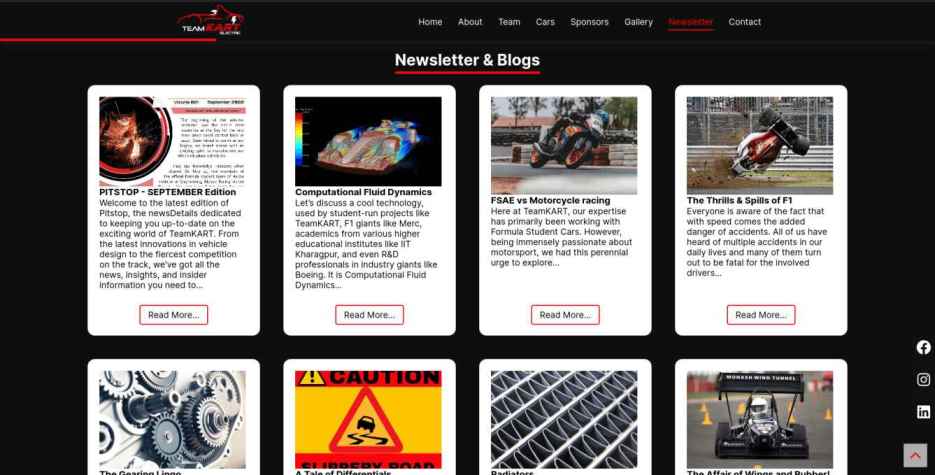 TEAM KART
ELECTRIC
Home About Team Cars Sponsors Gallery Newsletter Contact
Newsletter & Blogs
September
PITSTOP - SEPTEMBER Edition
Welcome to the latest edition of
Pitstop, the newsDetails dedicated
to keeping you up-to-date on the
exciting world of TeamKART. From
the latest innovations in vehicle
design to the fiercest competition
on the track, we've got all the
news, insights, and insider
information you need to...
Read More...
Computational Fluid Dynamics
Let's discuss a cool technology,
used by student-run projects like
TeamKART, F1 giants like Merc,
academics from various higher
educational institutes like IIT
Kharagpur, and even R&D
professionals in industry giants like
Boeing. It is Computational Fluid
Dynamics...
Read More...
FSAE vs Motorcycle racing
Here at TeamKART, our expertise
has primarily been working with
Formula Student Cars. However,
being immensely passionate about
motorsport, we had this perennial
urge to explore...
Read More...
The Thrills & Spills of F1
Everyone is aware of the fact that
with speed comes the added
danger of accidents. All of us have
heard of multiple accidents in our
daily lives and many of them turn
out to be fatal for the involved
drivers...
Read More...
The Gearing Lingo
CAUTION
SLIPPERY ROAD
A Tale of Differentials
Radiators
MONASH WIND TUNNEL
The Affair of Wings and Rubber!